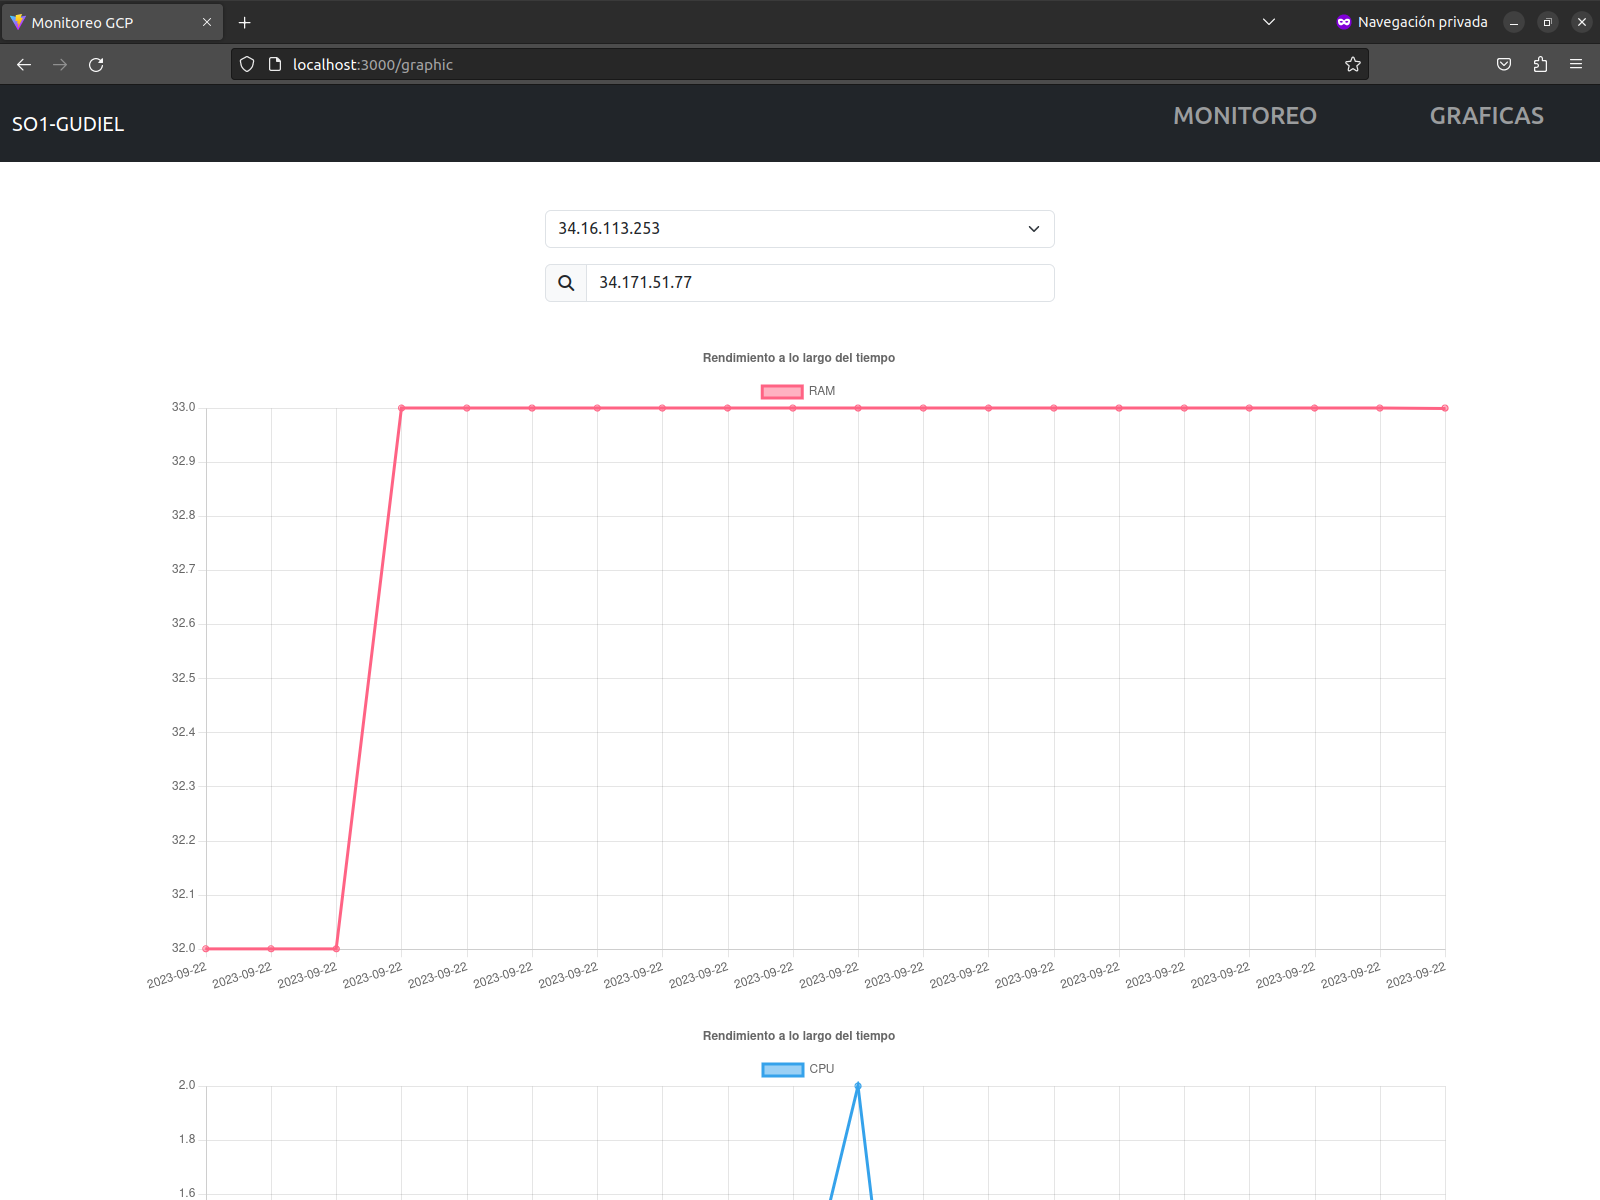 Monitoreo GCP
Navegación privada
localhost:3000/graphic
SO1-GUDIEL
MONITOREO
GRAFICAS
34.16.113.253
34.171.51.77
Rendimiento a lo largo del tiempo
RAM
33.0
32.9
32.8
32.7
32.6
32.5
32.4
32.3
32.2
32.1
32.0
2023-09-22 2023-09-22 2023-09-22 2023-09-22 2023-09-22 2023-09-22 2023-09-22 2023-09-22 2023-09-22 2023-09-22 2023-09-22 2023-09-22 2023-09-22 2023-09-22 2023-09-22 2023-09-22 2023-09-22 2023-09-22 2023-09-22 2023-09-22
Rendimiento a lo largo del tiempo
CPU
2.0
1.8
1.6